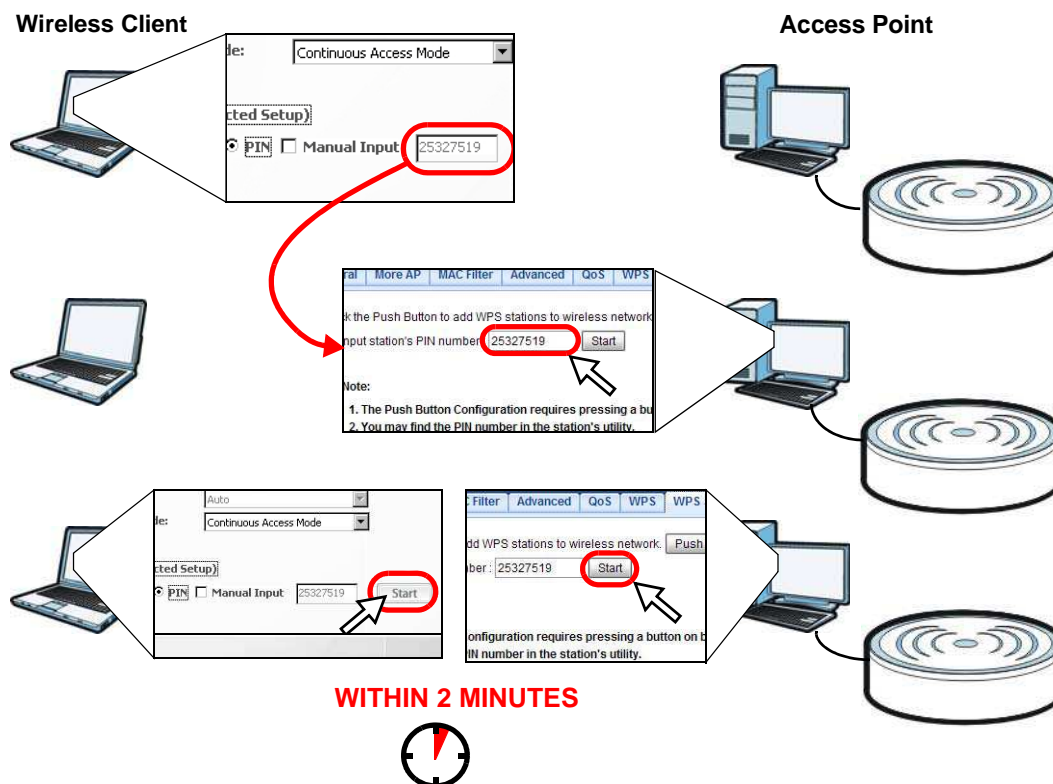 Wireless Client
Access Point
de:
Continuous Access Mode
cted Setup)
PIN Manual Input 25327519
ral More AP MAC Filter Advanced QoS WPS
ck the Push Button to add WPS stations to wireless network
nput station's PIN number 25327519 Start
Note:
1. The Push Button Configuration requires pressing a bu
2. You may find the PIN number in the station's utility.
Auto
de:
Continuous Access Mode
cted Setup)
PIN Manual Input 25327519 Start
Filter Advanced QoS WPS WPS
dd WPS stations to wireless network. Push
ber : 25327519 Start
onfiguration requires pressing a button on b
IN number in the station's utility.
WITHIN 2 MINUTES